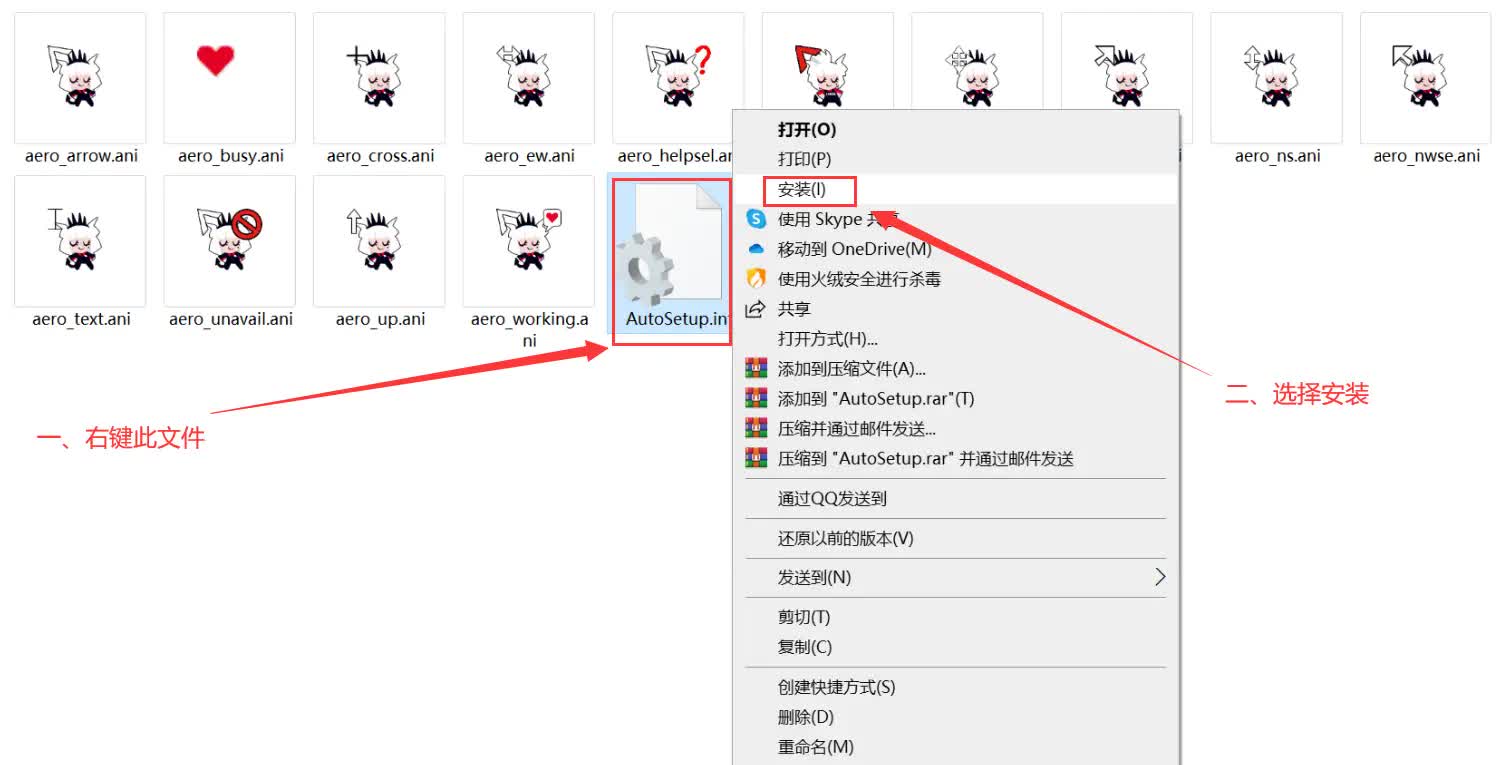 aero_arrow.ani
aero_busy.ani
aero_cross.ani
aero_ew.ani
aero_helpsel.an
aero_ns.ani
aero_nwse.ani
aero_text.ani
aero_unavail.ani
aero_up.ani
aero_working.a
ni
AutoSetup.in
打开(O)
打印(P)
安装(I)
使用 Skype 共享
移动到 OneDrive(M)
使用火绒安全进行杀毒
共享
打开方式(H)...
添加到压缩文件(A)...
添加到 "AutoSetup.rar"(T)
压缩并通过邮件发送...
压缩到 "AutoSetup.rar" 并通过邮件发送
通过QQ发送到
还原以前的版本(V)
发送到(N)
剪切(T)
复制(C)
创建快捷方式(S)
删除(D)
重命名(M)
一、右键此文件
二、选择安装